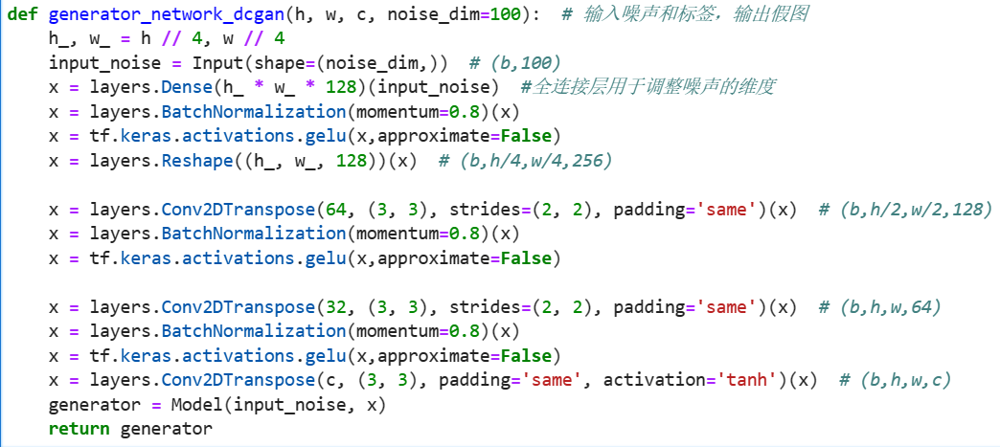 def generator_network_dcgan(h, w, c, noise_dim=100):  # 输入噪声和标签，输出假图
    h_, w_ = h // 4, w // 4
    input_noise = Input(shape=(noise_dim,))  # (b,100)
    x = layers.Dense(h_ * w_ * 128)(input_noise)  #全连接层用于调整噪声的维度
    x = layers.BatchNormalization(momentum=0.8)(x)
    x = tf.keras.activations.gelu(x,approximate=False)
    x = layers.Reshape((h_, w_, 128))(x)  # (b,h/4,w/4,256)

    x = layers.Conv2DTranspose(64, (3, 3), strides=(2, 2), padding='same')(x)  # (b,h/2,w/2,128)
    x = layers.BatchNormalization(momentum=0.8)(x)
    x = tf.keras.activations.gelu(x,approximate=False)

    x = layers.Conv2DTranspose(32, (3, 3), strides=(2, 2), padding='same')(x)  # (b,h,w,64)
    x = layers.BatchNormalization(momentum=0.8)(x)
    x = tf.keras.activations.gelu(x,approximate=False)
    x = layers.Conv2DTranspose(c, (3, 3), padding='same', activation='tanh')(x)  # (b,h,w,c)
    generator = Model(input_noise, x)
    return generator